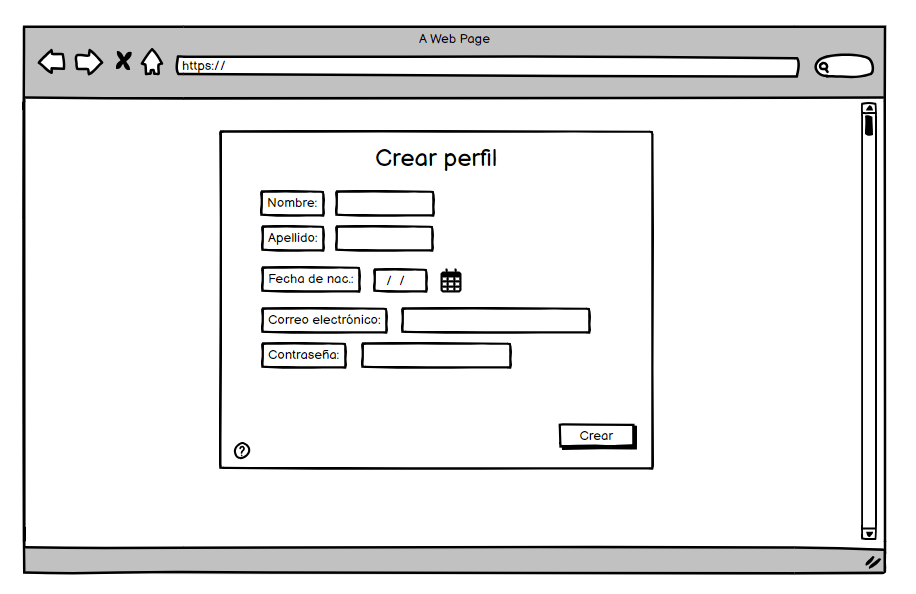 A Web Page
https://
Crear perfil
Nombre:
Apellido:
Fecha de nac.: / /
Correo electrónico:
Contraseña:
Crear
?